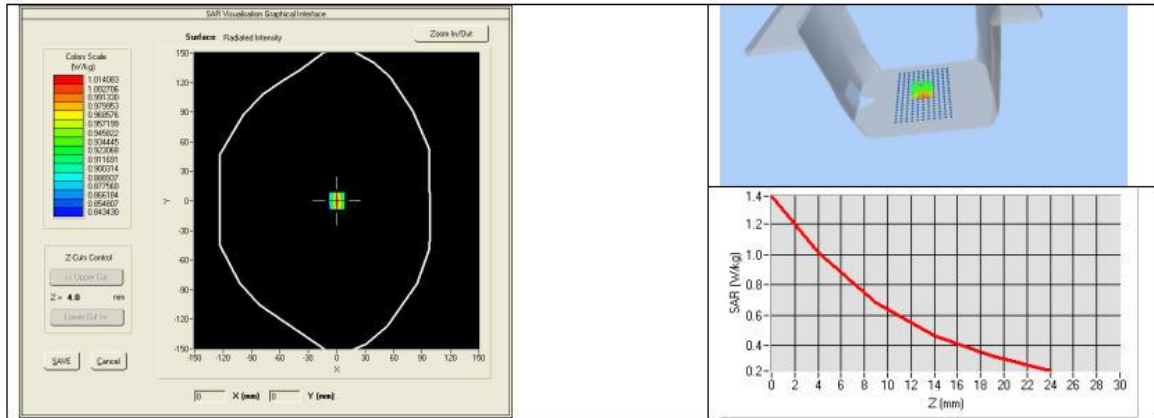 SAR Visualisation Graphical Interface
Surface Radiated Intensity
Zoom In/Out
Colors Scale
(W/kg)
1.014083
1.002706
0.991330
0.979953
0.968576
0.957199
0.945822
0.934445
0.923068
0.911691
0.900314
0.888937
0.877560
0.866184
0.854807
0.843430
150
120
90
60
30
0
-30
-60
-90
-120
-150
Y
-150 -120 -90 -60 -30 0 30 60 90 120 150
X
Z-Cuts Control
<< Upper Cut
Z = 4.0 mm
Lower Cut >>
SAVE Cancel
0 X (mm) 0 Y (mm)
1.4
1.2
1.0
0.8
0.6
0.4
0.2
SAR (W/kg)
0 2 4 6 8 10 12 14 16 18 20 22 24 26 28 30
Z (mm)